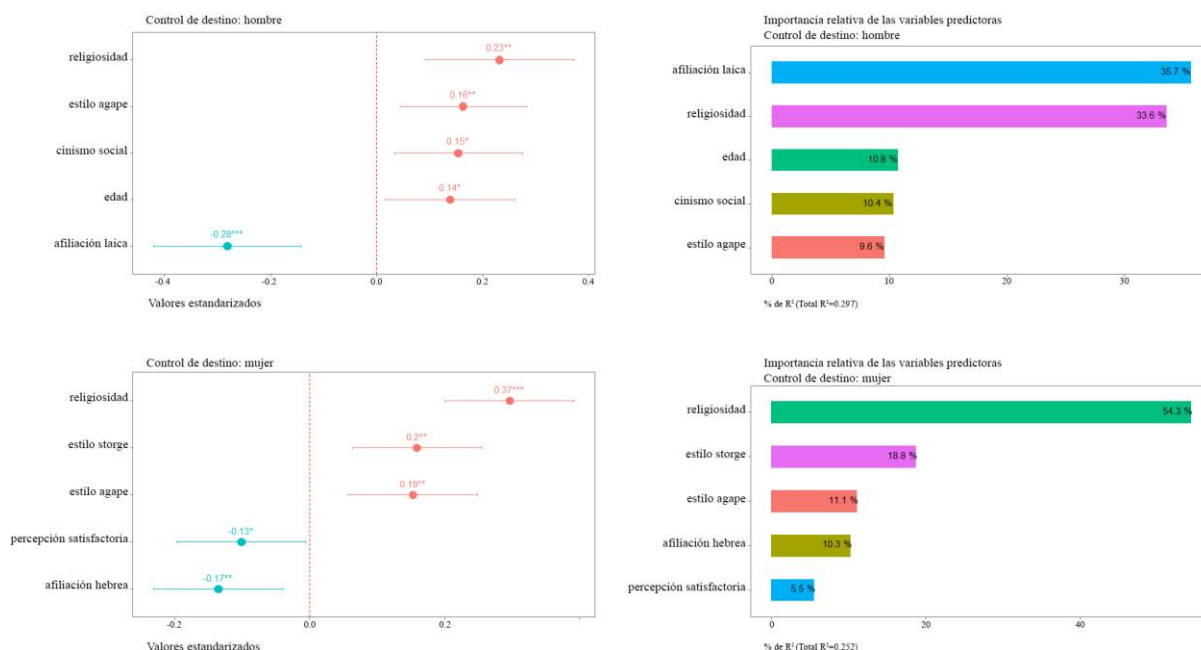 Control de destino: hombre
religiosidad
0.23**
estilo agape
0.16**
cinismo social
0.15*
edad
0.14*
afiliación laica
-0.28***
-0.4
-0.2
0.0
0.2
0.4
Valores estandarizados
Importancia relativa de las variables predictoras
Control de destino: hombre
afiliación laica
35.7 %
religiosidad
33.6 %
edad
10.8 %
cinismo social
10.4 %
estilo agape
9.6 %
0
10
20
30
% de R² (Total R²=0.297)
Control de destino: mujer
religiosidad
0.37***
estilo storge
0.2**
estilo agape
0.19**
percepción satisfactoria
-0.13*
afiliación hebrea
-0.17**
-0.2
0.0
0.2
Valores estandarizados
Importancia relativa de las variables predictoras
Control de destino: mujer
religiosidad
54.3 %
estilo storge
18.8 %
estilo agape
11.1 %
afiliación hebrea
10.3 %
percepción satisfactoria
5.5 %
0
20
40
% de R² (Total R²=0.252)